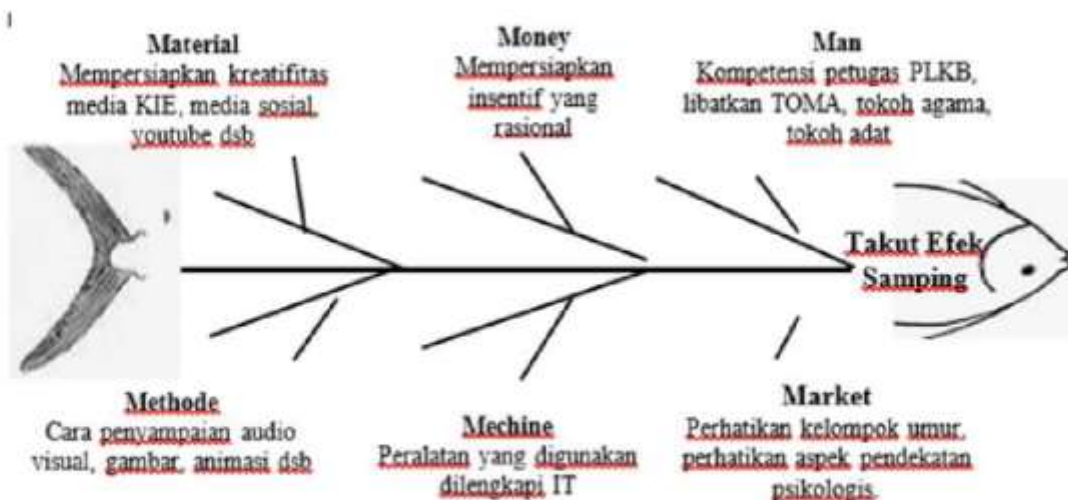 Material
Mempersiapkan kreatifitas
media KIE, media sosial,
youtube dsb
Money
Mempersiapkan
insentif yang
rasional
Man
Kompetensi petugas PLKB,
libatkan TOMA, tokoh agama,
tokoh adat
Takut Efek
Samping
Methode
Cara penyampaian audio
visual, gambar, animasi dsb
Mechine
Peralatan yang digunakan
dilengkapi IT
Market
Perhatikan kelompok umur,
perhatikan aspek pendekatan
psikologis.